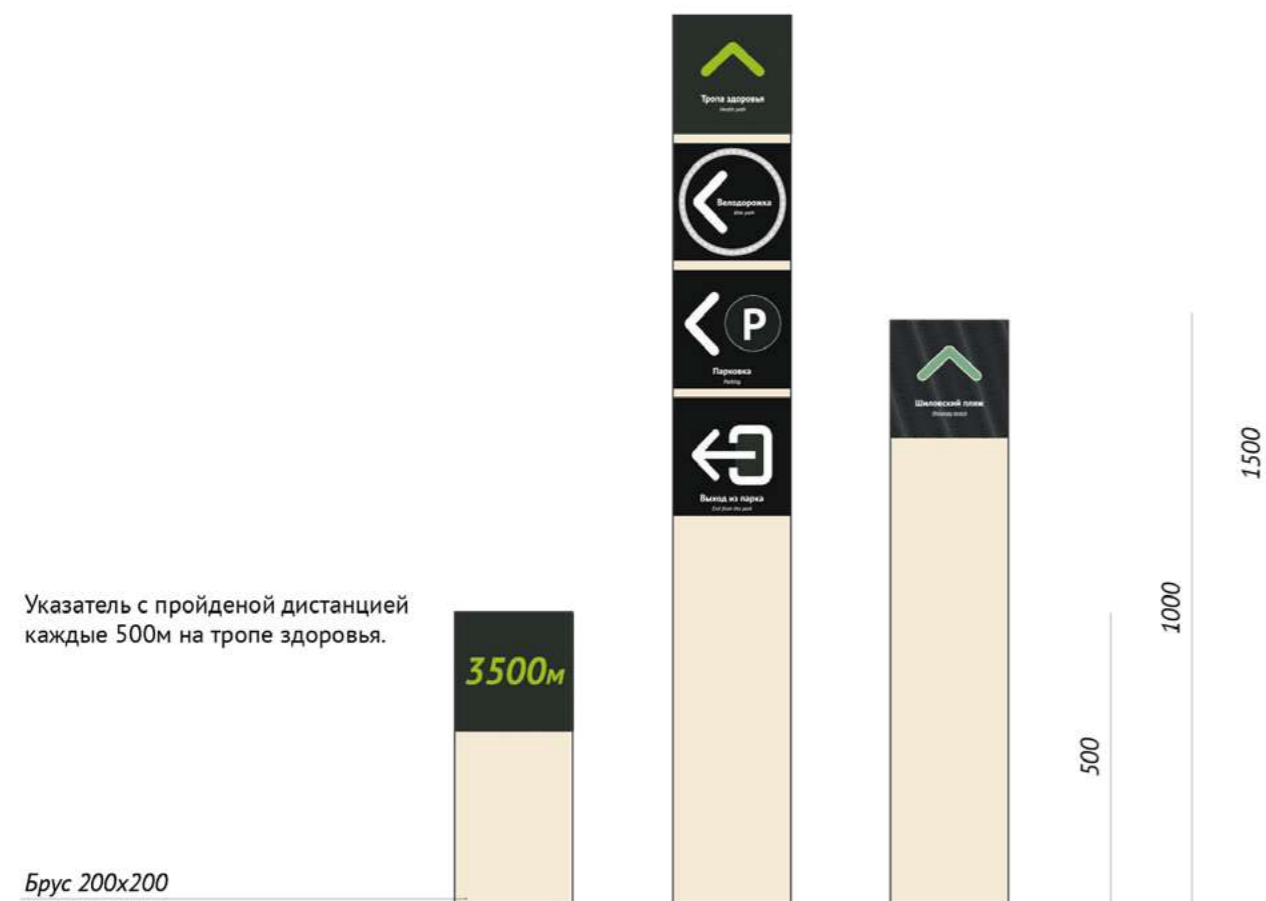 Тропа здоровья
Health path
Велодорожка
Bike path
P
Парковка
Parking
Выход из парка
Exit from the park
Шиловский пляж
Указатель с пройденой дистанцией
каждые 500м на тропе здоровья.
3500м
Брус 200x200
500
1000
1500